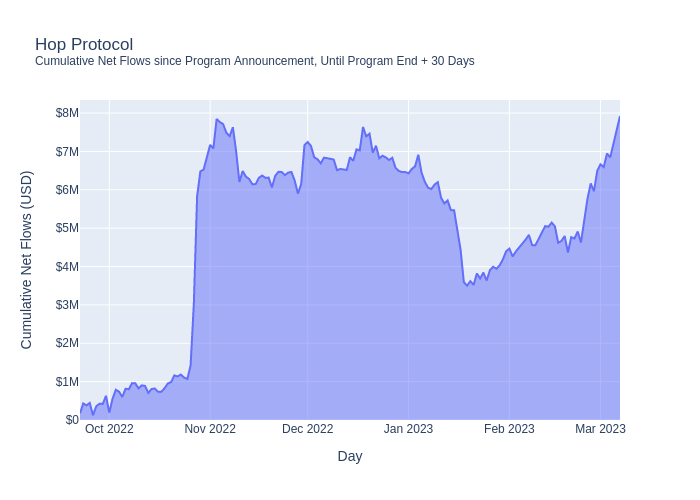 Hop Protocol
Cumulative Net Flows since Program Announcement, Until Program End + 30 Days
Cumulative Net Flows (USD)
$8M
$7M
$6M
$5M
$4M
$3M
$2M
$1M
$0
Oct 2022 Nov 2022 Dec 2022 Jan 2023 Feb 2023 Mar 2023
Day